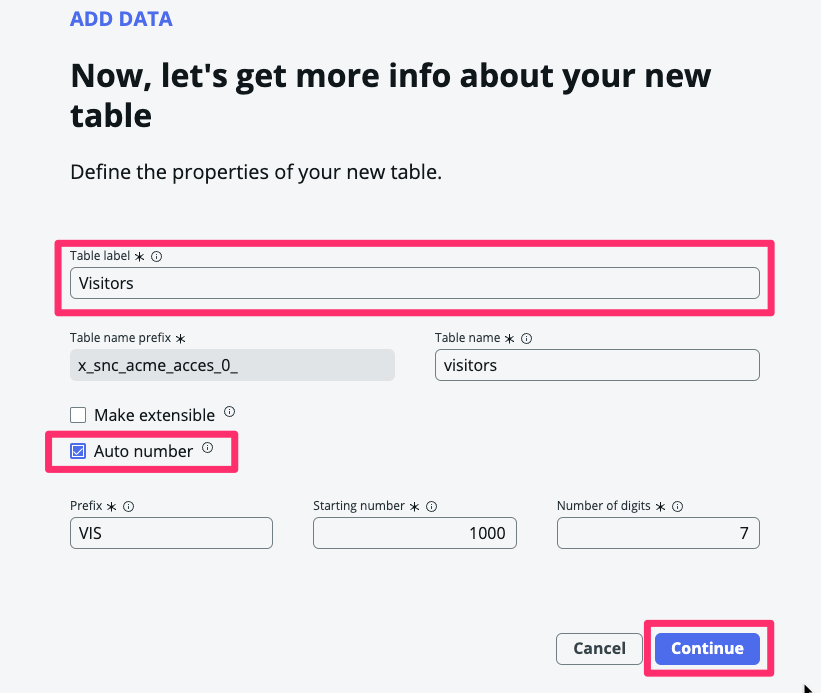 ADD DATA
Now, let's get more info about your new
table
Define the properties of your new table.
Table label *
Visitors
Table name prefix *
x_snc_acme_acces_0_
Table name *
visitors
Make extensible
Auto number
Prefix *
VIS
Starting number *
1000
Number of digits *
7
Cancel
Continue